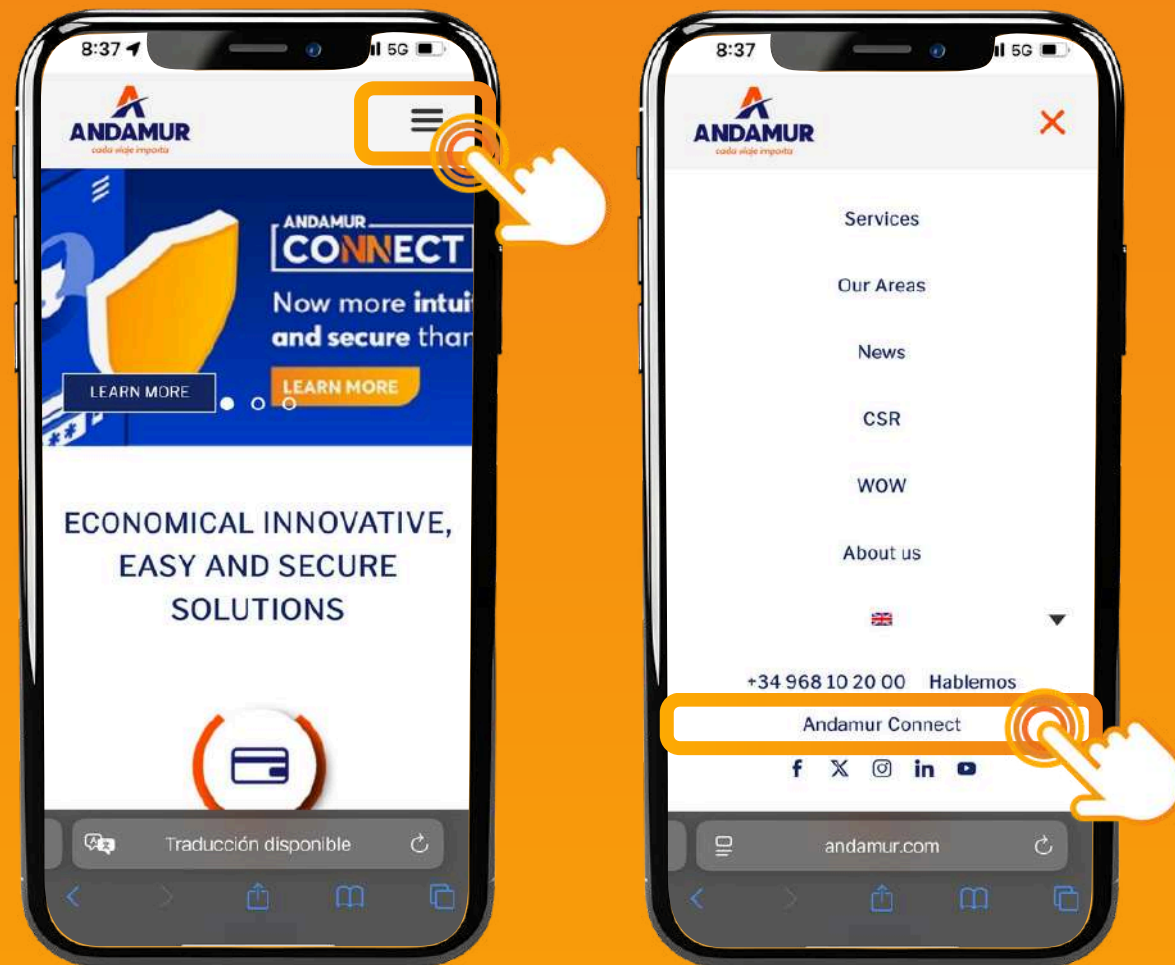 8:37
5G
ANDAMUR
cada viaje importa
ANDAMUR
CONNECT
Now more intui
and secure than
LEARN MORE
LEARN MORE
**
ECONOMICAL INNOVATIVE,
EASY AND SECURE
SOLUTIONS
Traducción disponible
8:37
5G
ANDAMUR
cada viaje importa
Services
Our Areas
News
CSR
WOW
About us
+34 968 10 20 00 Hablemos
Andamur Connect
andamur.com